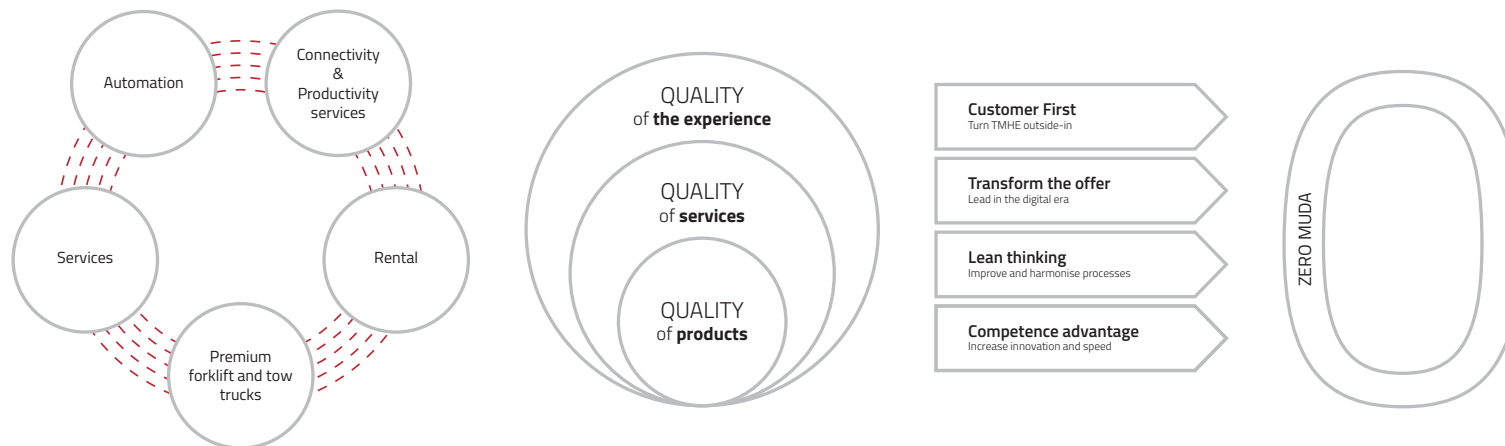 Automation
Connectivity
&
Productivity
services
Services
Rental
Premium
forklift and tow
trucks
QUALITY
of the experience
QUALITY
of services
QUALITY
of products
Customer First
Turn TMHE outside-in
Transform the offer
Lead in the digital era
Lean thinking
Improve and harmonise processes
Competence advantage
Increase innovation and speed
ZERO MUDA